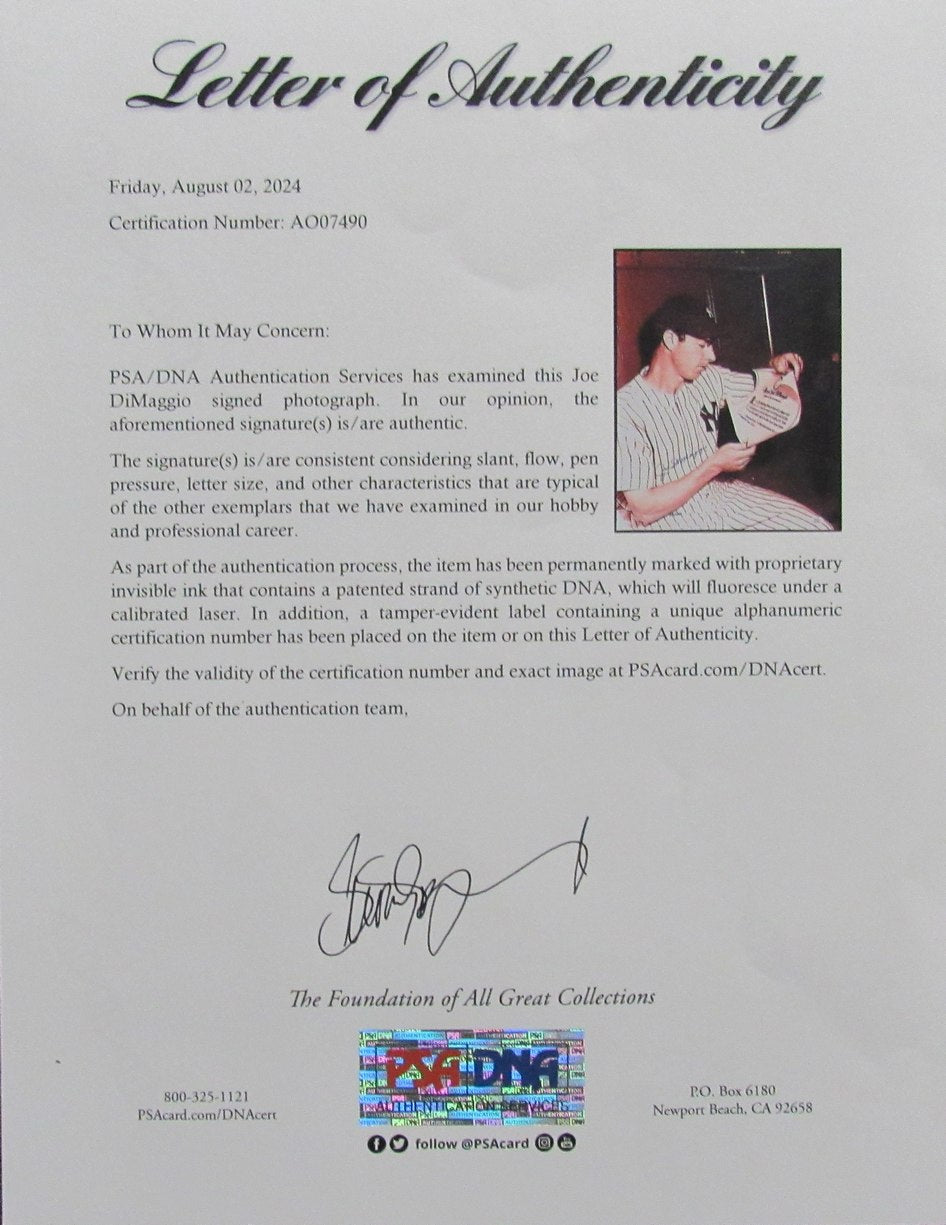 Letter of Authenticity
Friday, August 02, 2024
Certification Number: AO07490
To Whom It May Concern:
PSA/DNA Authentication Services has examined this Joe
DiMaggio signed photograph. In our opinion, the
aforementioned signature(s) is/are authentic.
The signature(s) is/are consistent considering slant, flow, pen
pressure, letter size, and other characteristics that are typical
of the other exemplars that we have examined in our hobby
and professional career.
As part of the authentication process, the item has been permanently marked with proprietary
invisible ink that contains a patented strand of synthetic DNA, which will fluoresce under a
calibrated laser. In addition, a tamper-evident label containing a unique alphanumeric
certification number has been placed on the item or on this Letter of Authenticity.
Verify the validity of the certification number and exact image at PSAcard.com/DNAcert.
On behalf of the authentication team,
The Foundation of All Great Collections
PSA DNA
AUTHENTICATION SERVICES
800-325-1121
PSAcard.com/DNAcert
P.O. Box 6180
Newport Beach, CA 92658
follow @PSAcard